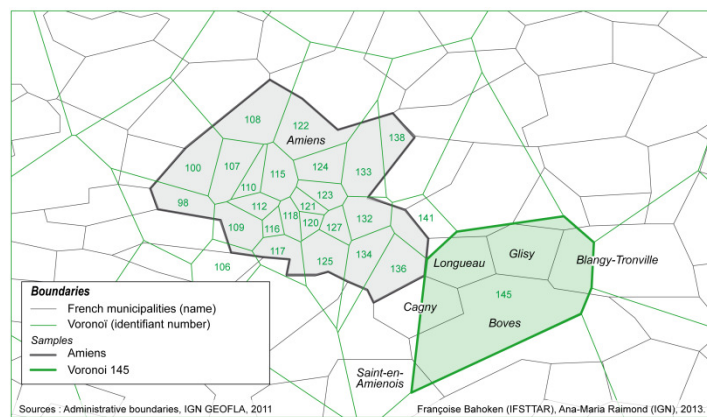 108
122
Amiens
138
100
107
115
124
133
110
123
98
112
118
121
132
141
109
116
120
127
117
125
134
136
106
Longueau
Glisy
Blangy-Tronville
145
Cagny
Boves
Saint-en-
Amienois
Boundaries
French municipalities (name)
Voronoï (identifiant number)
Samples
Amiens
Voronoi 145
Sources : Administrative boundaries, IGN GEOFLA, 2011
Françoise Bahoken (IFSTTAR), Ana-Maria Raimond (IGN), 2013